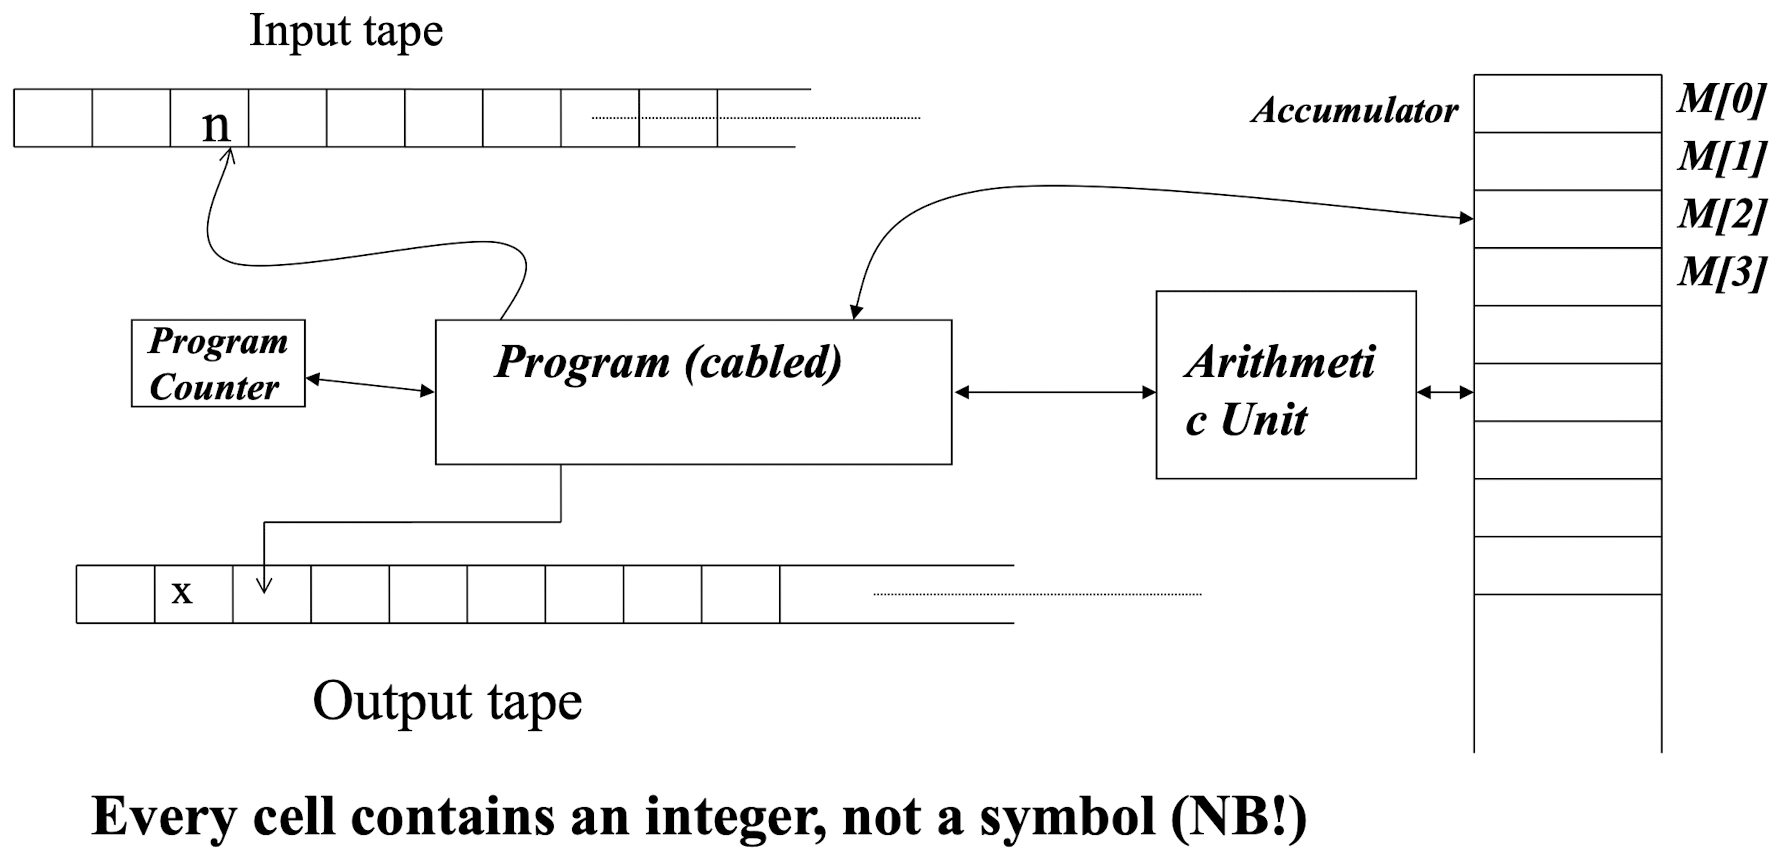 Input tape
n
Accumulator
M[0]
M[1]
M[2]
M[3]
Program
Counter
Program (cabled)
Arithmeti
c Unit
x
Output tape
Every cell contains an integer, not a symbol (NB!)